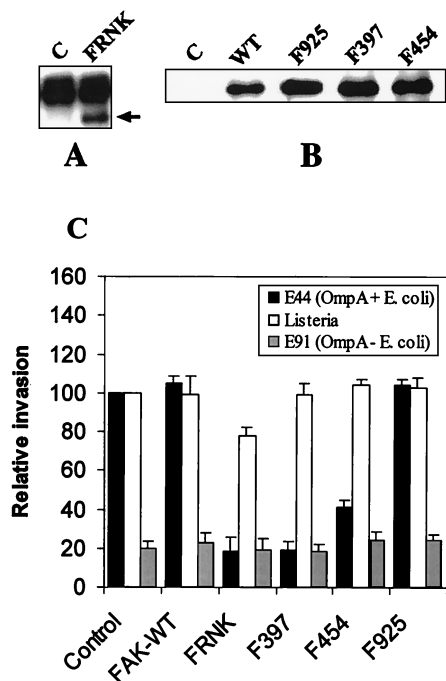 C FRNK
C WT F925 F397 F454
A B
C
160
140
120
100
80
60
40
20
0
Relative invasion
E44 (OmpA+ E. coli)
Listeria
E91 (OmpA- E. coli)
Control FAK-WT FRNK F397 F454 F925